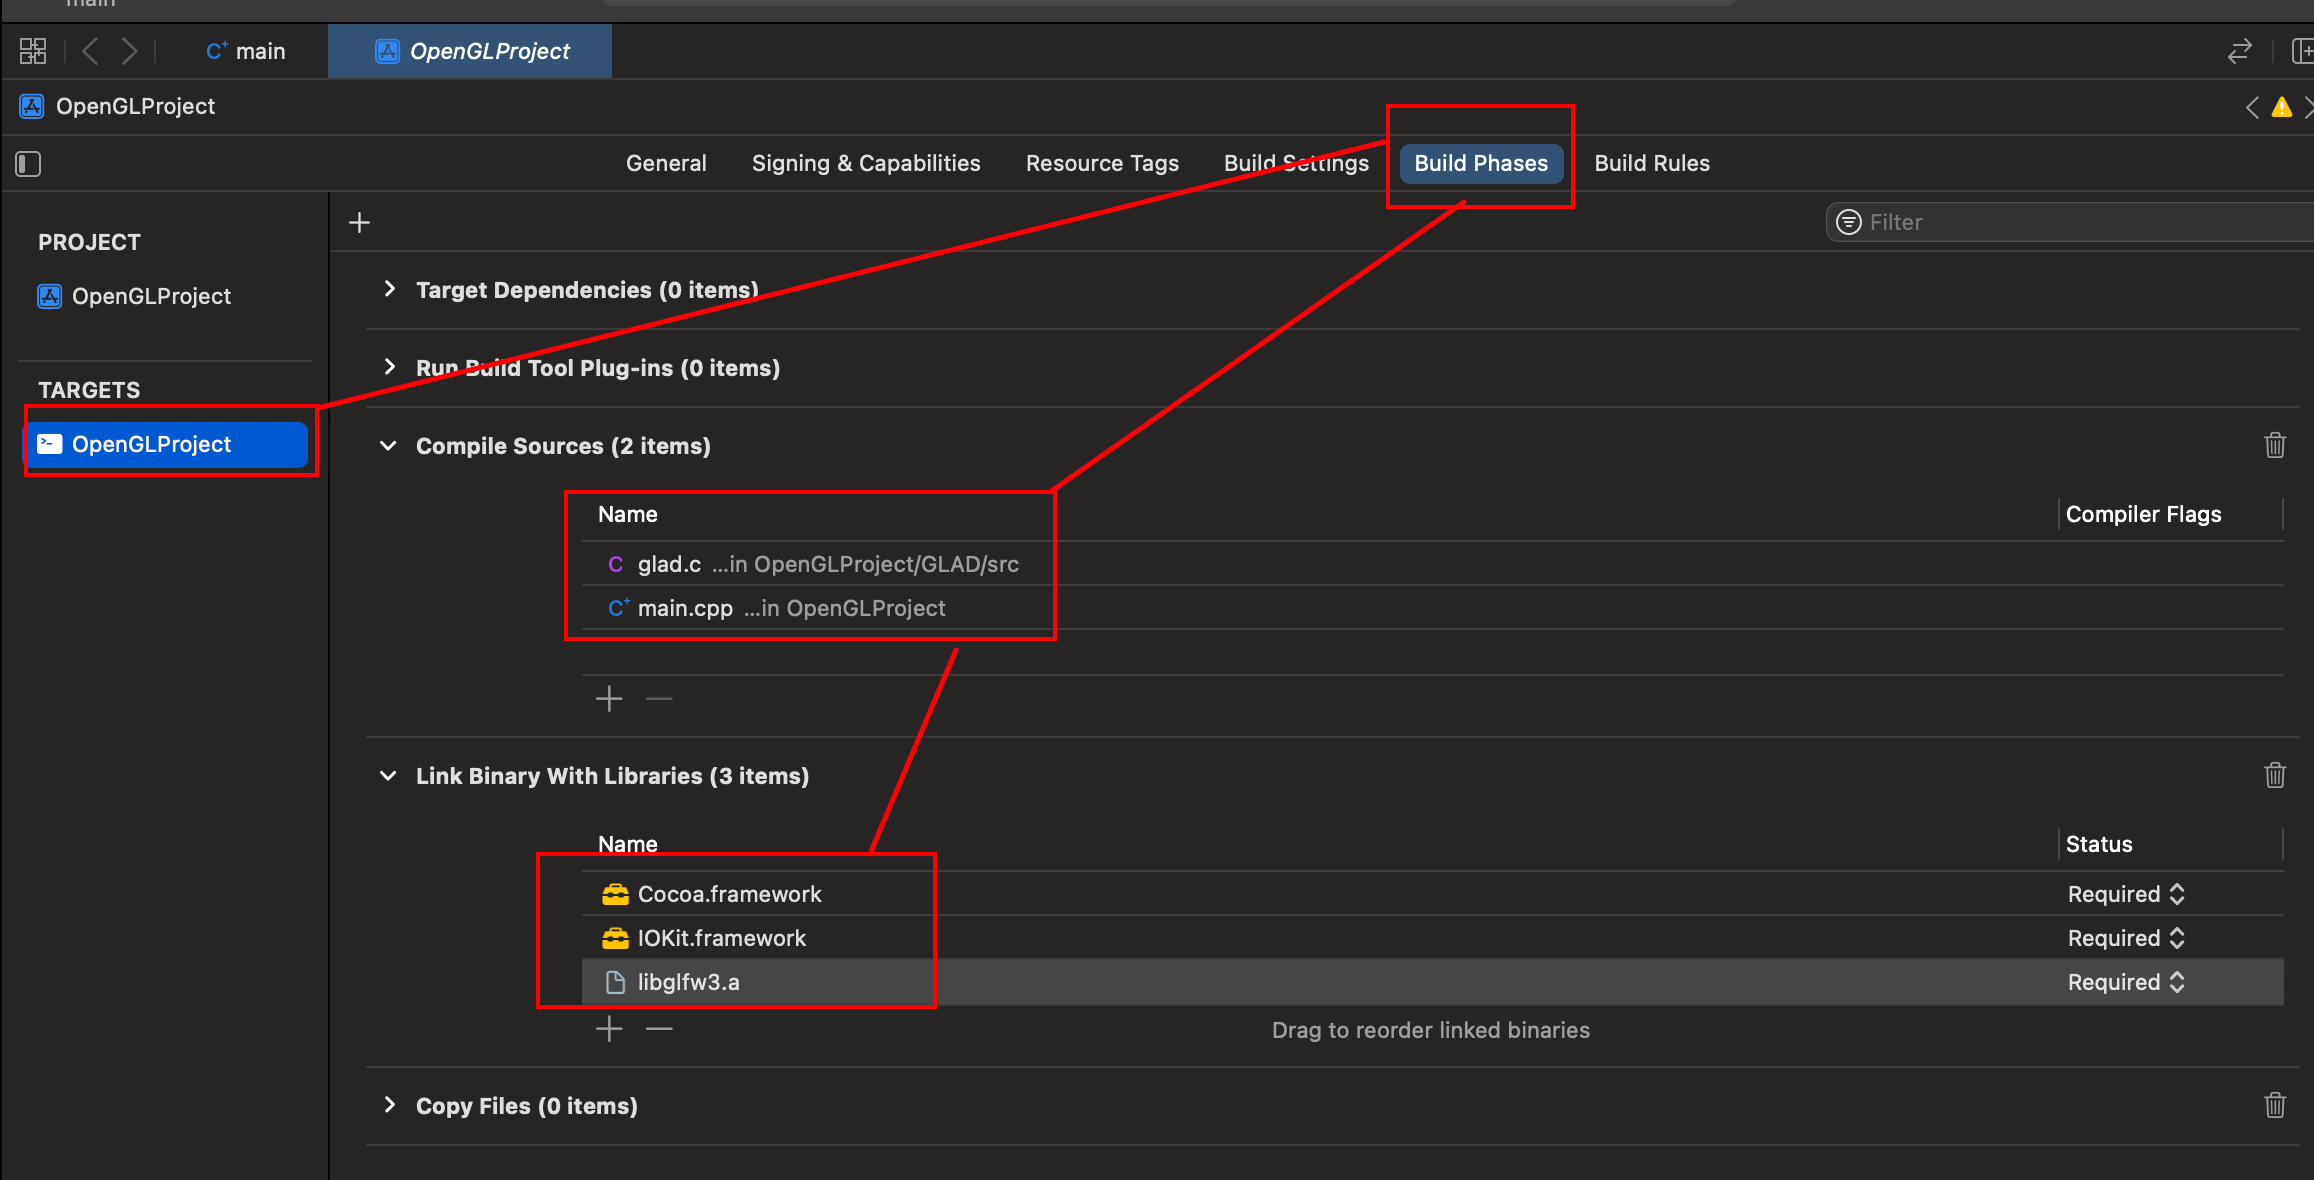 main
main
OpenGLProject
OpenGLProject
General
Signing & Capabilities
Resource Tags
Build Settings
Build Phases
Build Rules
Filter
PROJECT
OpenGLProject
TARGETS
OpenGLProject
Target Dependencies (0 items)
Run Build Tool Plug-ins (0 items)
Compile Sources (2 items)
Name
Compiler Flags
glad.c ...in OpenGLProject/GLAD/src
main.cpp ...in OpenGLProject
Link Binary With Libraries (3 items)
Name
Status
Cocoa.framework
Required
IOKit.framework
Required
libglfw3.a
Required
Drag to reorder linked binaries
Copy Files (0 items)